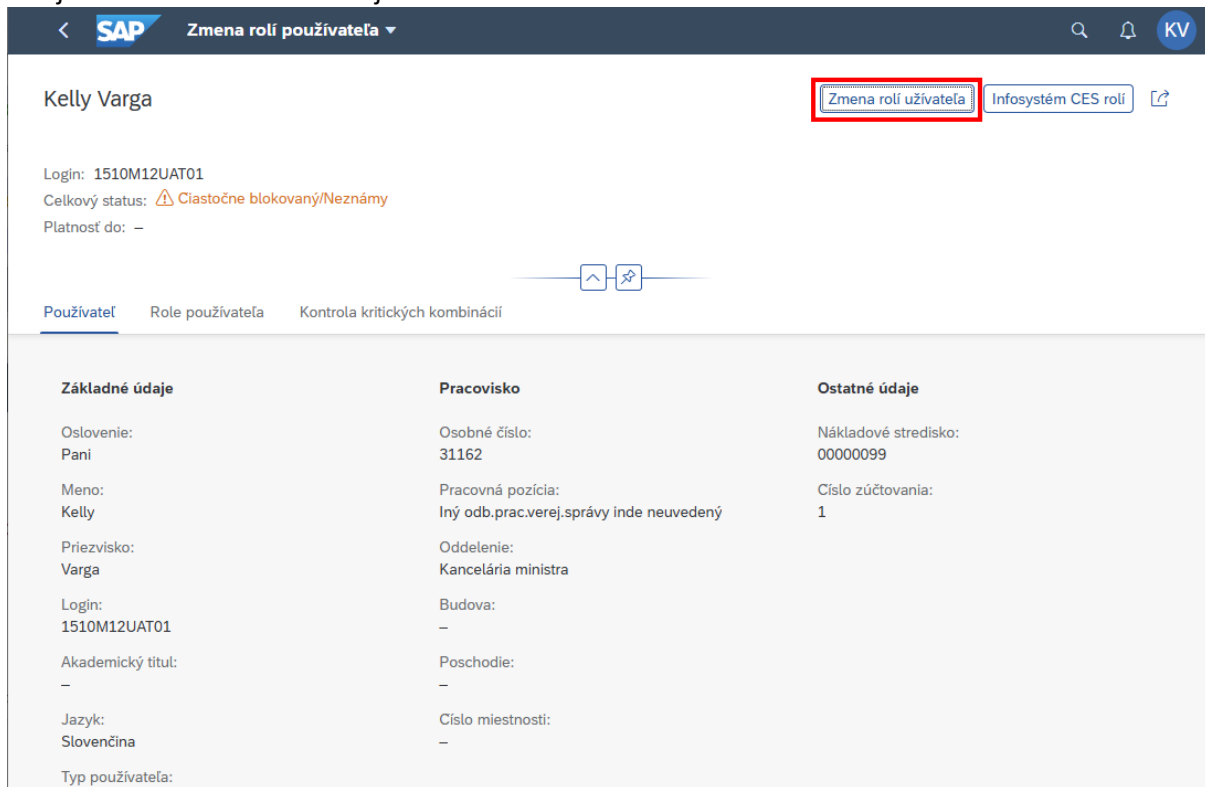 SAP Zmena rolí používateľa KV
Kelly Varga
Zmena rolí užívateľa Infosystém CES rolí
Login: 1510M12UAT01
Celkový status: Čiastočne blokovaný/Neznámy
Platnosť do: –
Používateľ Role používateľa Kontrola kritických kombinácií
Základné údaje Pracovisko Ostatné údaje
Oslovenie: Osobné číslo: Nákladové stredisko:
Pani 31162 00000099
Meno: Pracovná pozícia: Číslo zúčtovania:
Kelly Iný odb.prac.verej.správy inde neuvedený 1
Priezvisko: Oddelenie:
Varga Kancelária ministra
Login: Budova:
1510M12UAT01 –
Akademický titul: Poschodie:
– –
Jazyk: Číslo miestnosti:
Slovenčina –
Typ používateľa: